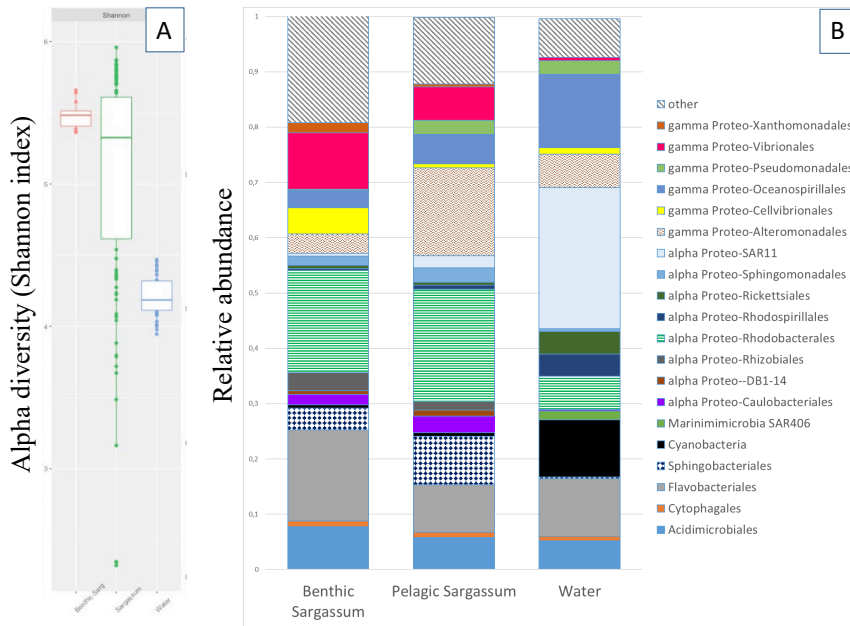 Shannon
A
6
5
4
3
Alpha diversity (Shannon index)
Benthic.Sarg
Sargassum
Water
B
1
0,9
0,8
0,7
0,6
0,5
0,4
0,3
0,2
0,1
0
Relative abundance
Benthic
Sargassum
Pelagic Sargassum
Water
other
gamma Proteo-Xanthomonadales
gamma Proteo-Vibrionales
gamma Proteo-Pseudomonadales
gamma Proteo-Oceanospirillales
gamma Proteo-Cellvibrionales
gamma Proteo-Alteromonadales
alpha Proteo-SAR11
alpha Proteo-Sphingomonadales
alpha Proteo-Rickettsiales
alpha Proteo-Rhodospirillales
alpha Proteo-Rhodobacterales
alpha Proteo-Rhizobiales
alpha Proteo--DB1-14
alpha Proteo-Caulobacteriales
Marinimimicrobia SAR406
Cyanobacteria
Sphingobacteriales
Flavobacteriales
Cytophagales
Acidimicrobiales